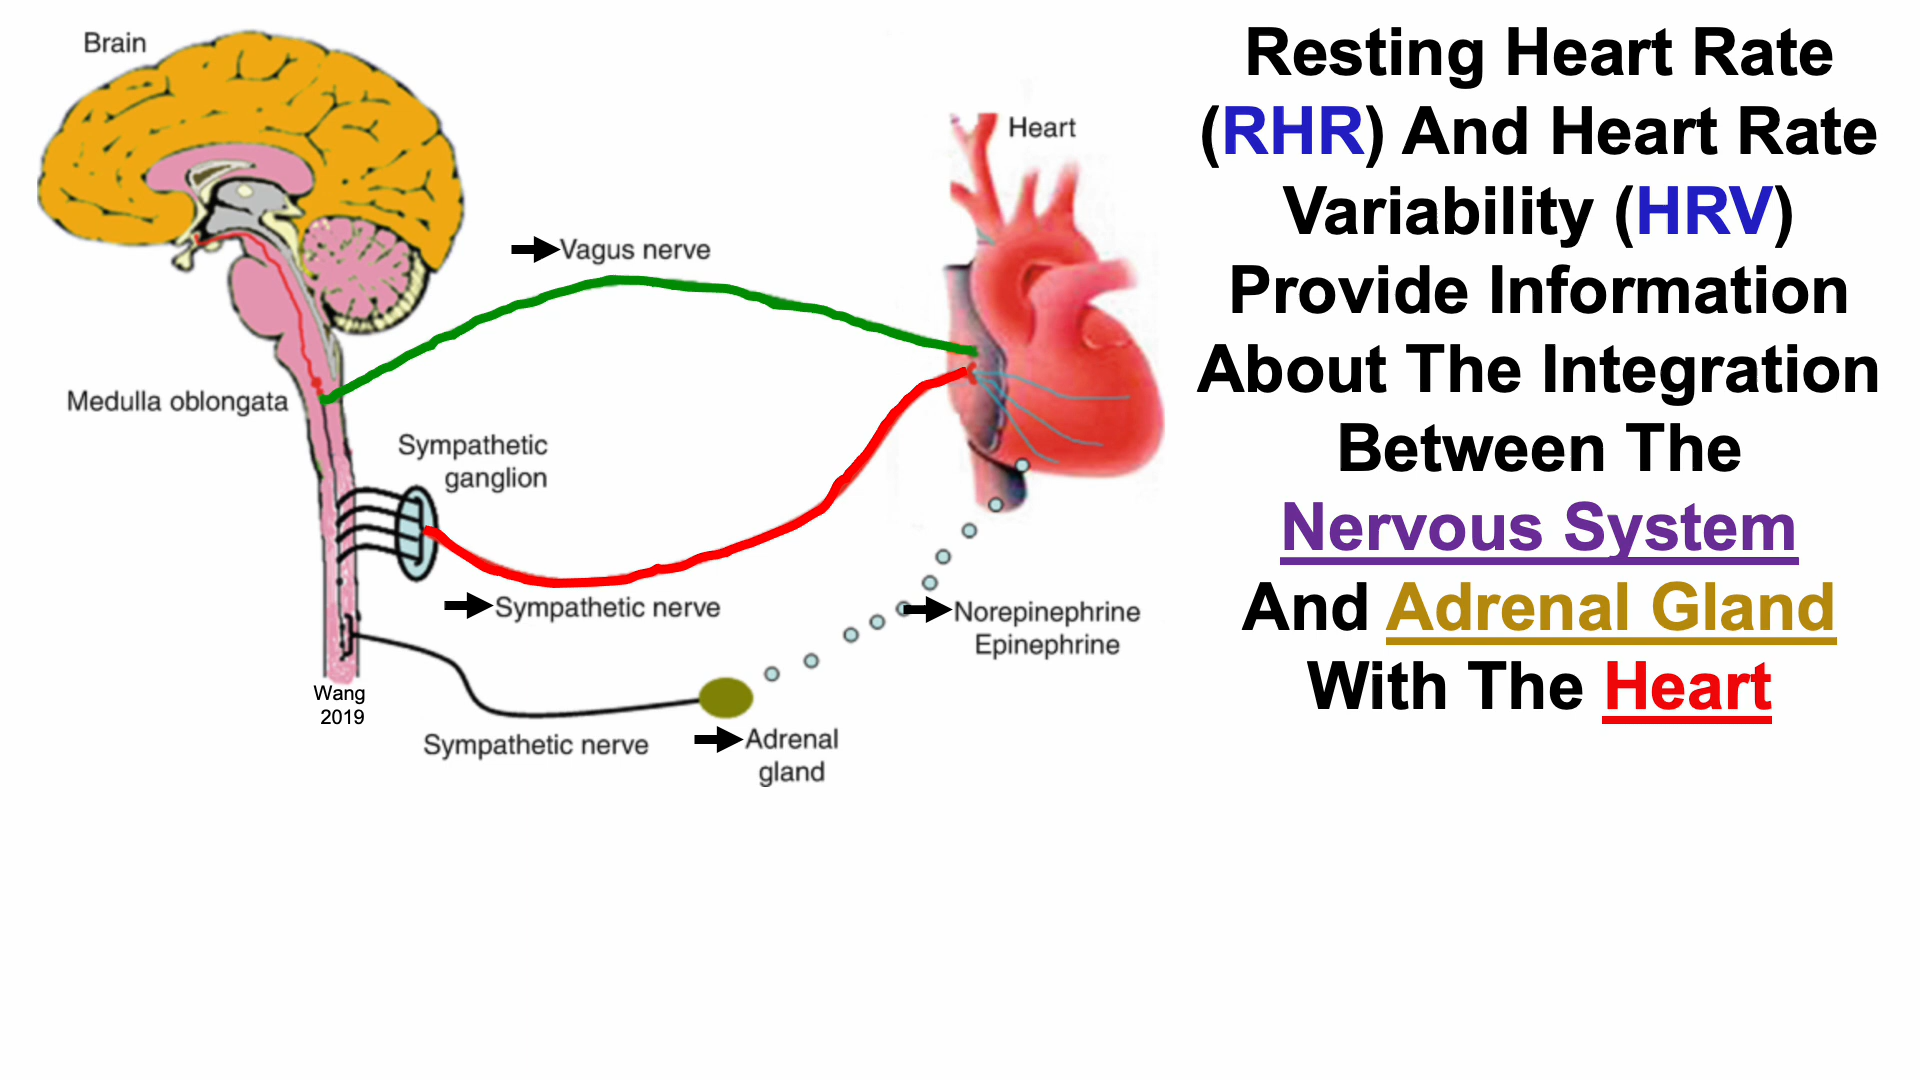 Brain
Heart
Vagus nerve
Medulla oblongata
Sympathetic
ganglion
Sympathetic nerve
Norepinephrine
Epinephrine
Wang
2019
Sympathetic nerve
Adrenal
gland
Resting Heart Rate
(RHR) And Heart Rate
Variability (HRV)
Provide Information
About The Integration
Between The
Nervous System
And Adrenal Gland
With The Heart